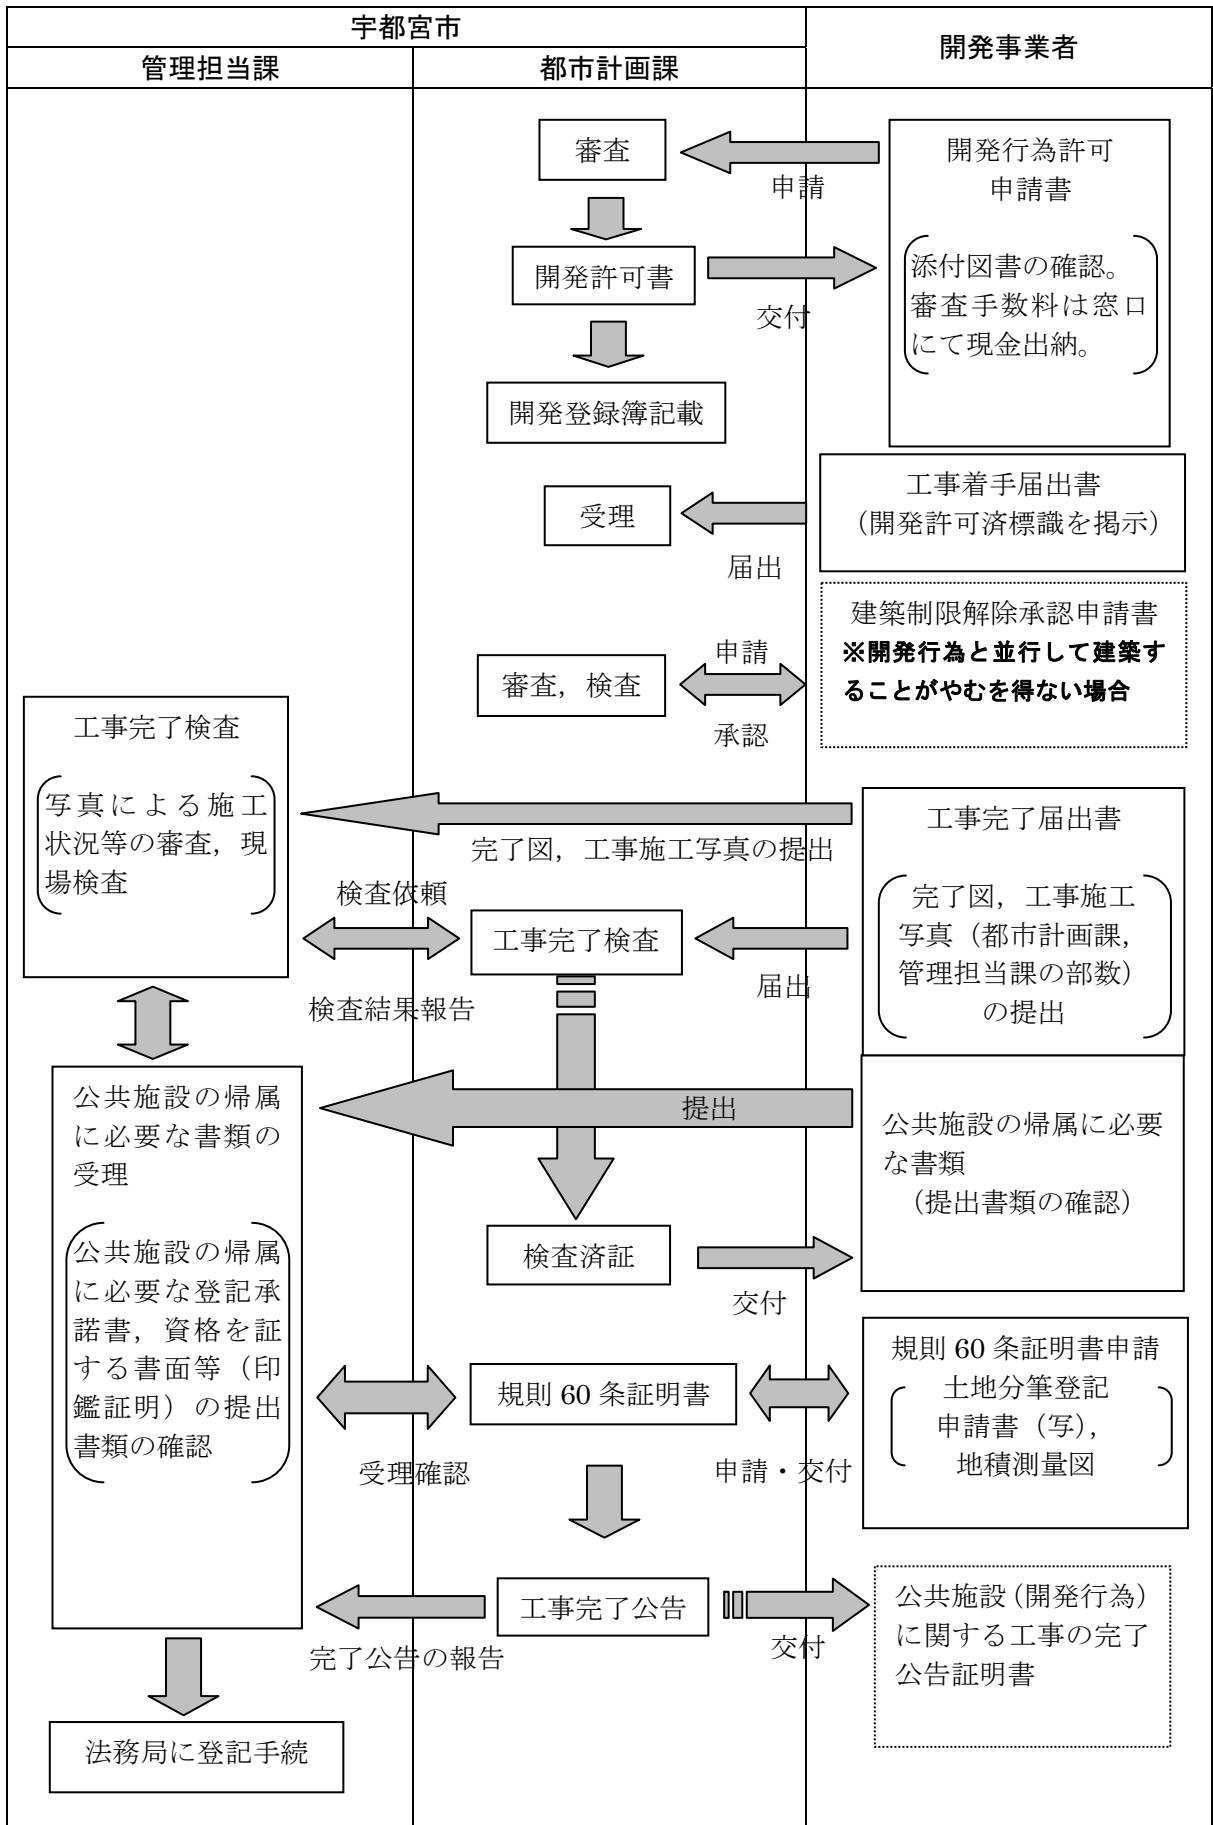 宇都宮市
開発事業者
管理担当課
都市計画課
審査
申請
開発行為許可
申請書
添付図書の確認。
審査手数料は窓口
にて現金出納。
開発許可書
交付
開発登録簿記載
工事着手届出書
（開発許可済標識を掲示）
受理
届出
建築制限解除承認申請書
※開発行為と並行して建築す
ることがやむを得ない場合
審査，検査
申請
承認
工事完了検査
写真による施工
状況等の審査，現
場検査
完了図，工事施工写真の提出
工事完了届出書
完了図，工事施工
写真（都市計画課，
管理担当課の部数）
の提出
検査依頼
検査結果報告
工事完了検査
届出
公共施設の帰属
に必要な書類の
受理
公共施設の帰属
に必要な登記承
諾書，資格を証
する書面等（印
鑑証明）の提出
書類の確認
提出
公共施設の帰属に必要
な書類
（提出書類の確認）
検査済証
交付
規則 60 条証明書申請
土地分筆登記
申請書（写），
地積測量図
規則 60 条証明書
受理確認
申請・交付
工事完了公告
完了公告の報告
交付
公共施設（開発行為）
に関する工事の完了
公告証明書
法務局に登記手続